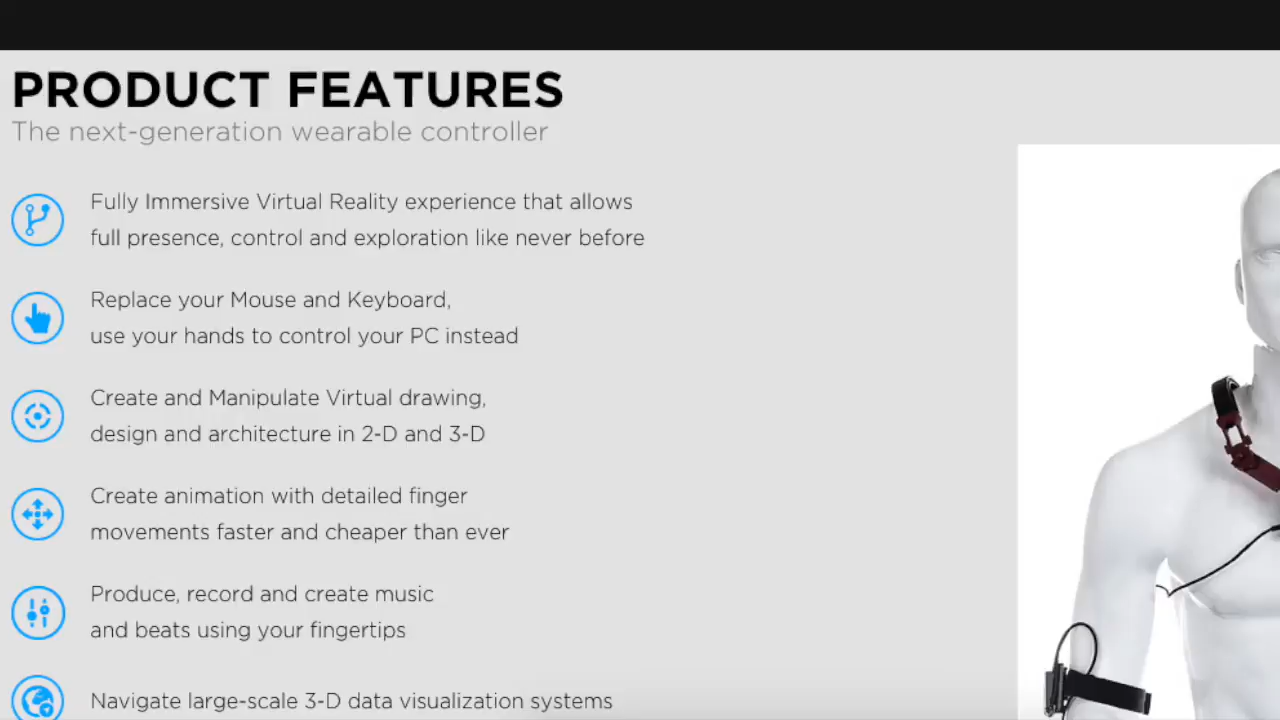 PRODUCT FEATURES
The next-generation wearable controller
Fully Immersive Virtual Reality experience that allows
full presence, control and exploration like never before
Replace your Mouse and Keyboard,
use your hands to control your PC instead
Create and Manipulate Virtual drawing,
design and architecture in 2-D and 3-D
Create animation with detailed finger
movements faster and cheaper than ever
Produce, record and create music
and beats using your fingertips
Navigate large-scale 3-D data visualization systems